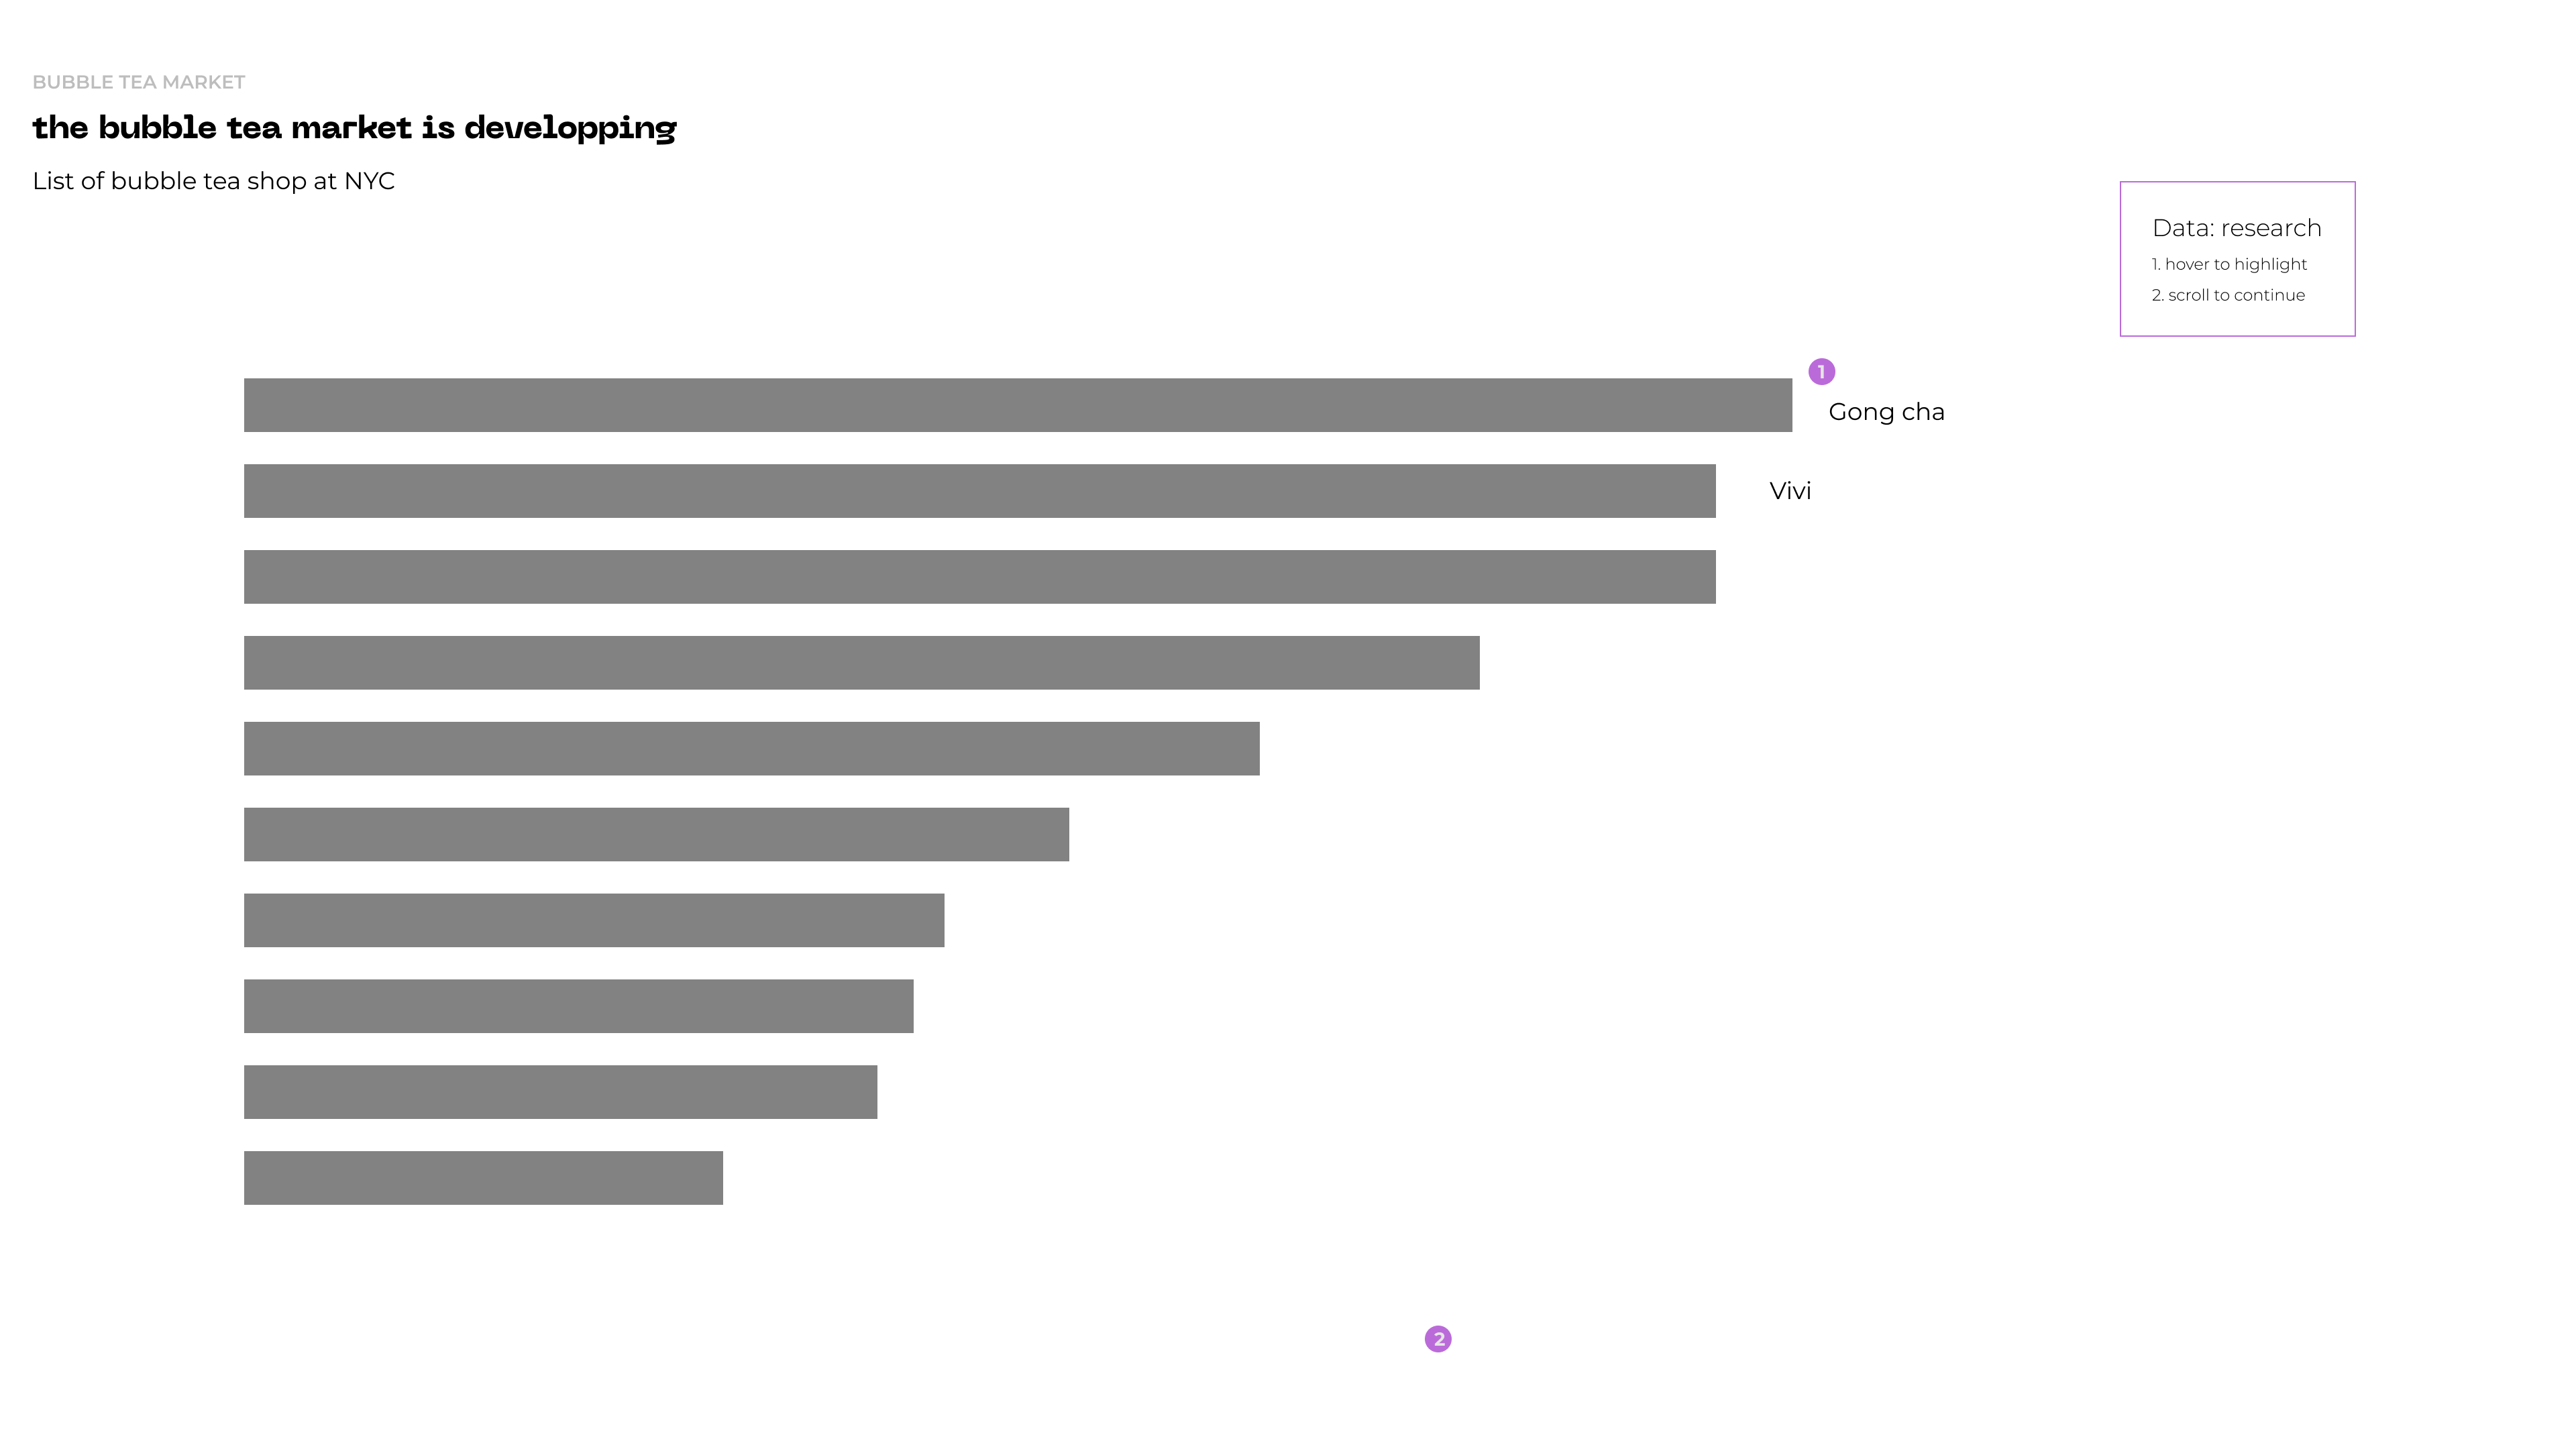 BUBBLE TEA MARKET
the bubble tea market is developping
List of bubble tea shop at NYC
Data: research
1. hover to highlight
2. scroll to continue
1
Gong cha
Vivi
2